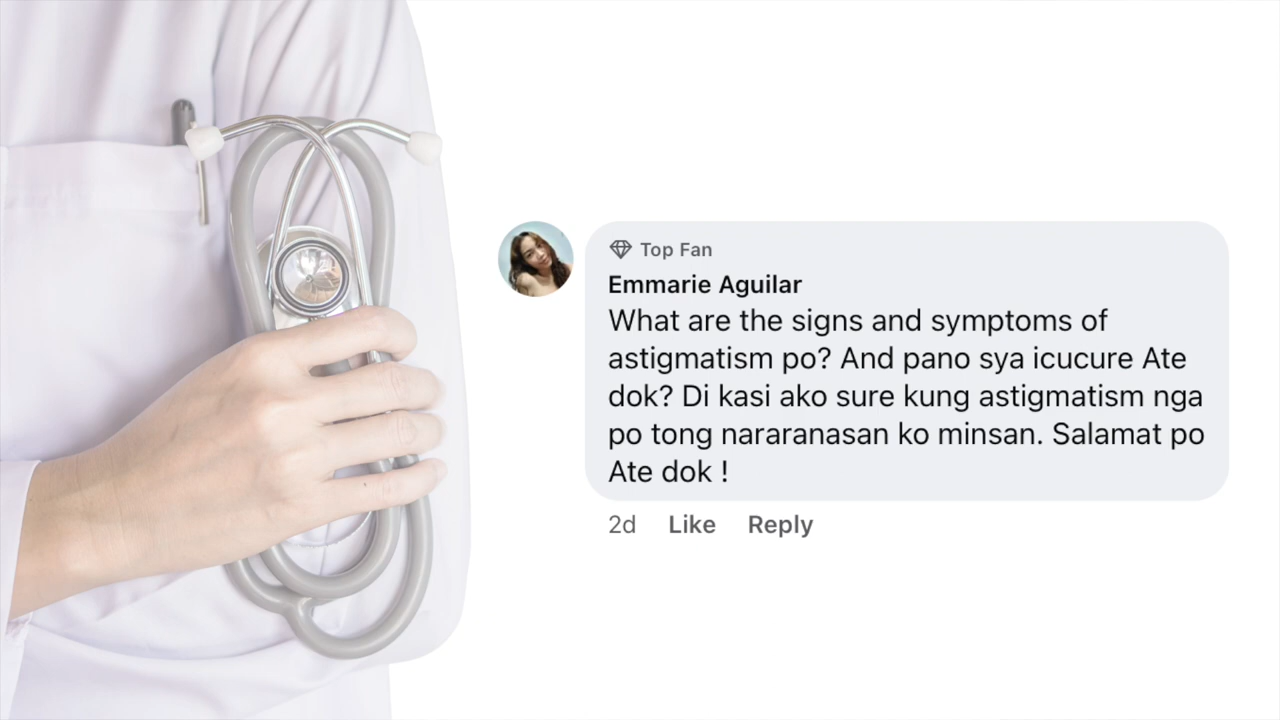 Top Fan
Emmarie Aguilar
What are the signs and symptoms of
astigmatism po? And pano sya icucure Ate
dok? Di kasi ako sure kung astigmatism nga
po tong nararanasan ko minsan. Salamat po
Ate dok !
2d Like Reply